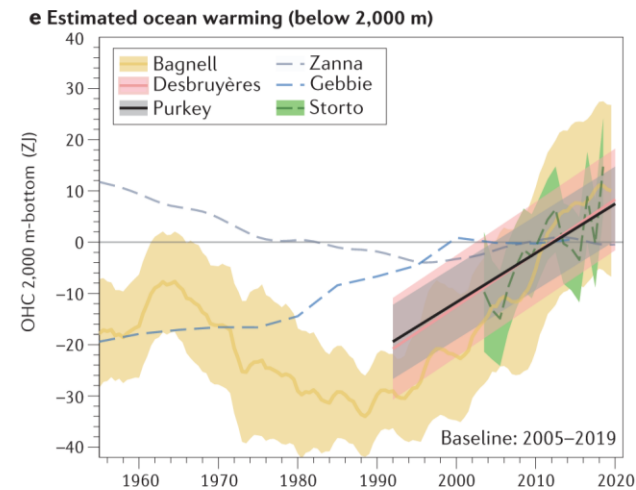 e Estimated ocean warming (below 2,000 m)
Bagnell
Desbruyères
Purkey
Zanna
Gebbie
Storto
OHC 2,000 m-bottom (ZJ)
40
30
20
10
0
–10
–20
–30
–40
Baseline: 2005–2019
1960 1970 1980 1990 2000 2010 2020